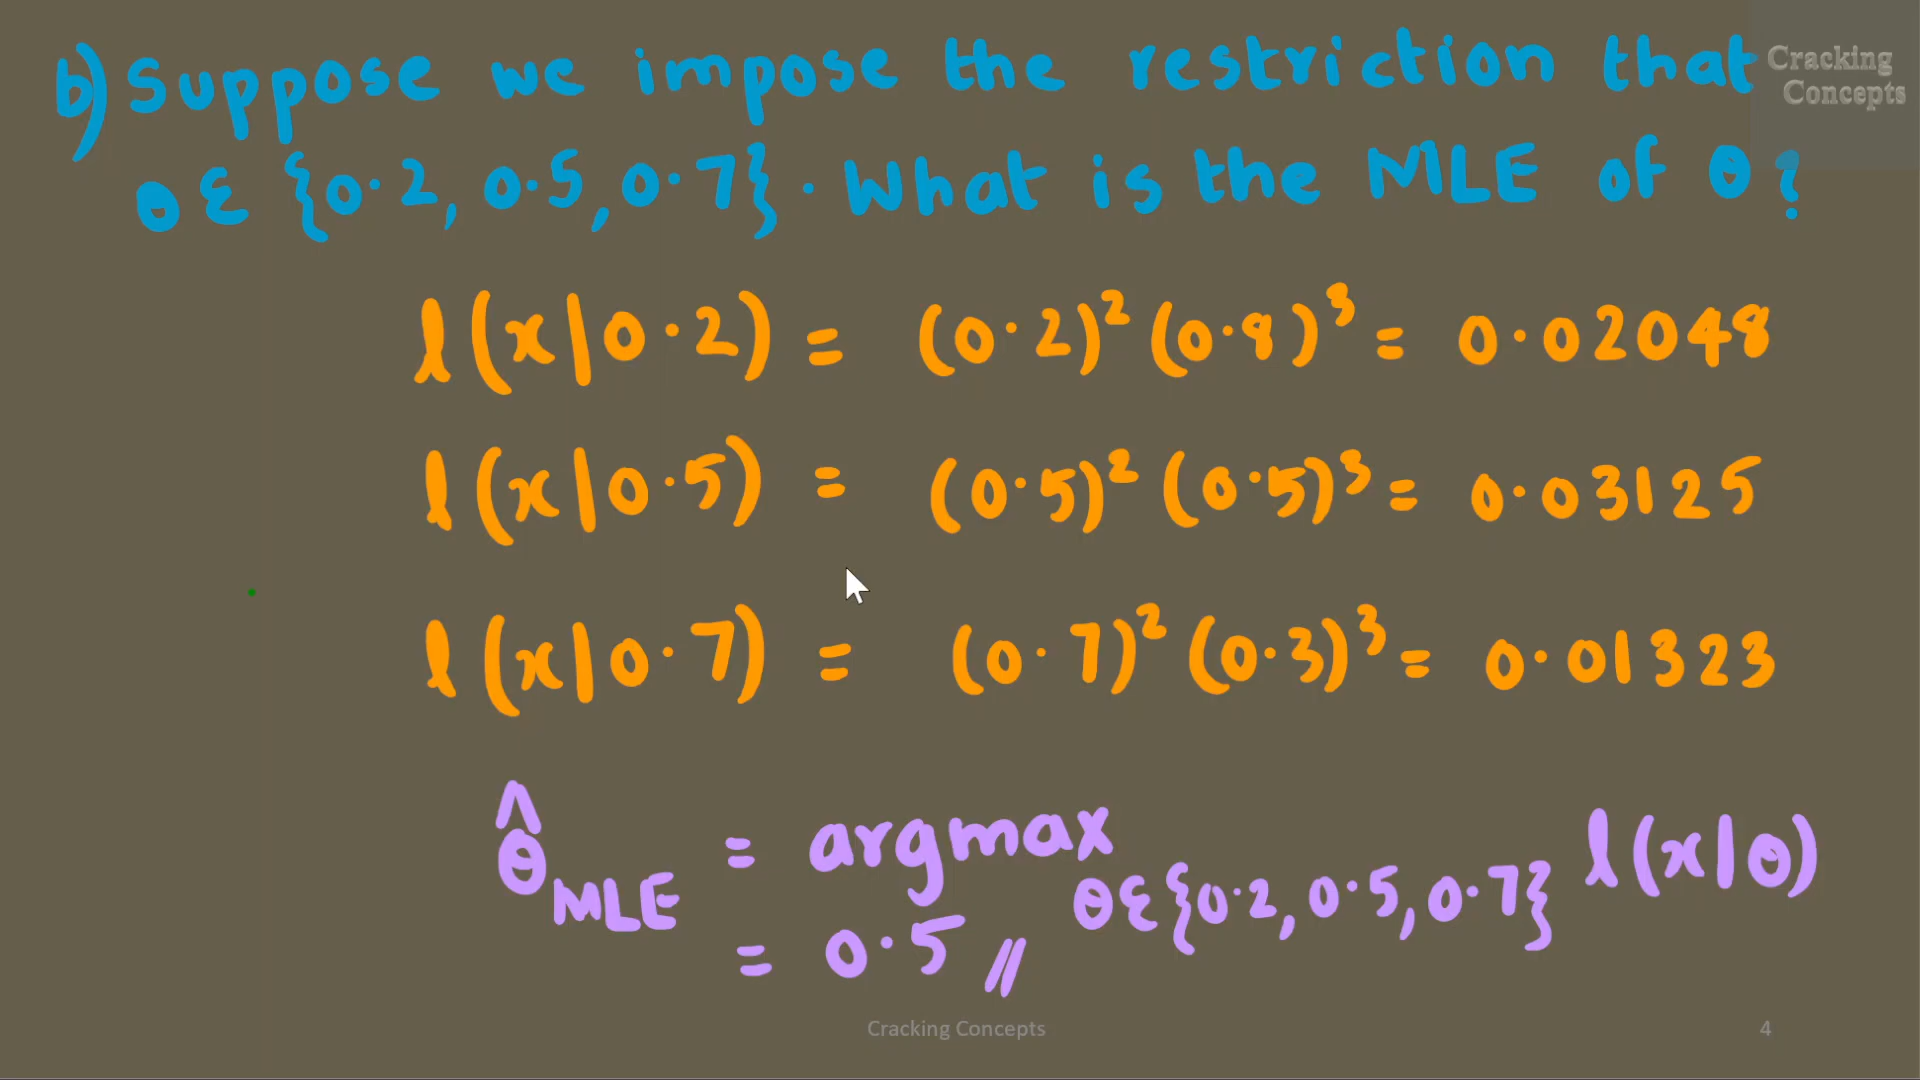 Cracking
Concepts
b) Suppose we impose the restriction that
θ ε {0.2, 0.5, 0.7}. What is the MLE of θ?
l(x|0.2) = (0.2)² (0.8)³ = 0.02048
l(x|0.5) = (0.5)² (0.5)³ = 0.03125
l(x|0.7) = (0.7)² (0.3)³ = 0.01323
θ̂ MLE = argmax θε{0.2, 0.5, 0.7} l(x|θ)
= 0.5 //
Cracking Concepts
4